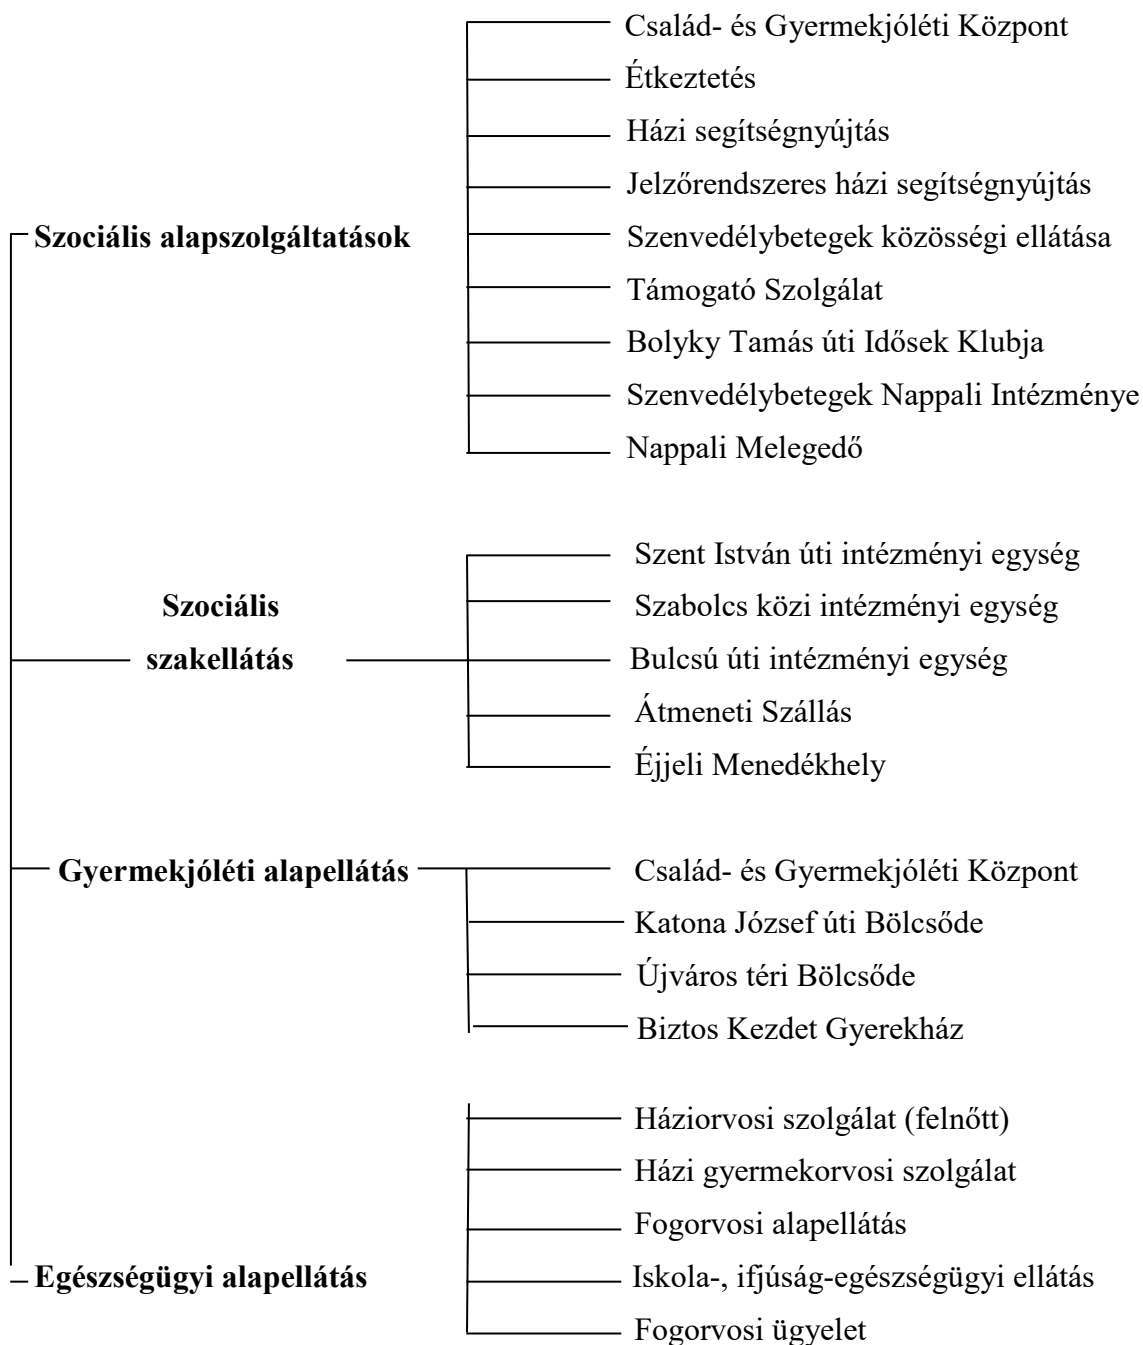 Család- és Gyermekjóléti Központ
Étkeztetés
Házi segítségnyújtás
Jelzőrendszeres házi segítségnyújtás
Szociális alapszolgáltatások
Szenvedélybetegek közösségi ellátása
Támogató Szolgálat
Bolyky Tamás úti Idősek Klubja
Szenvedélybetegek Nappali Intézménye
Nappali Melegedő
Szociális
szakellátás
Szent István úti intézményi egység
Szabolcs közi intézményi egység
Bulcsú úti intézményi egység
Átmeneti Szállás
Éjjeli Menedékhely
Gyermekjóléti alapellátás
Család- és Gyermekjóléti Központ
Katona József úti Bölcsőde
Újváros téri Bölcsőde
Biztos Kezdet Gyerekház
Háziorvosi szolgálat (felnőtt)
Házi gyermekorvosi szolgálat
Fogorvosi alapellátás
Egészségügyi alapellátás
Iskola-, ifjúság-egészségügyi ellátás
Fogorvosi ügyelet